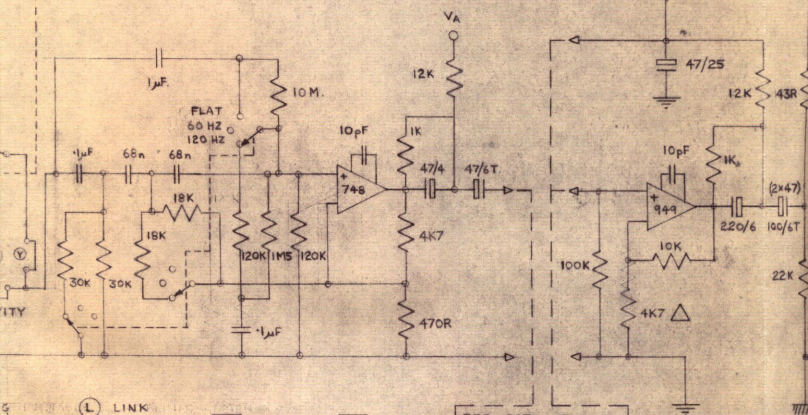 VA
1µF
10M
12K
47/25
12K
43R
FLAT
60 HZ
120 HZ
10pF
1K
10pF
1K
·1µF
68n
68n
+
748
47/4
47/6T
+
949
220/6
(2x47)
100/6T
18K
18K
30K
30K
120K
1M5
120K
4K7
100K
10K
22K
4K7
·1µF
470R
Y
ITY
L LINK